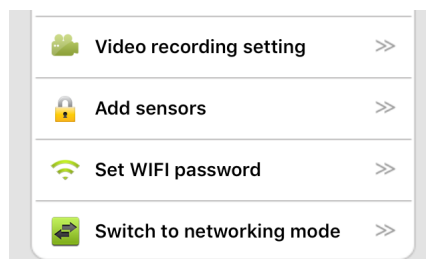 Video recording setting
Add sensors
Set WIFI password
Switch to networking mode